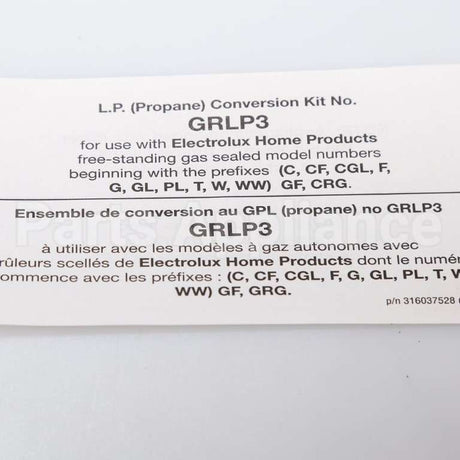 L.P. (Propane) Conversion Kit No.
GRLP3
for use with Electrolux Home Products
free-standing gas sealed model numbers
beginning with the prefixes (C, CF, CGL, F,
G, GL, PL, T, W, WW) GF, CRG.
Ensemble de conversion au GPL (propane) no GRLP3
GRLP3
à utiliser avec les modèles à gaz autonomes avec
rûleurs scellés de Electrolux Home Products dont le numér
ommence avec les préfixes : (C, CF, CGL, F, G, GL, PL, T, W
WW) GF, GRG.
p/n 316037528